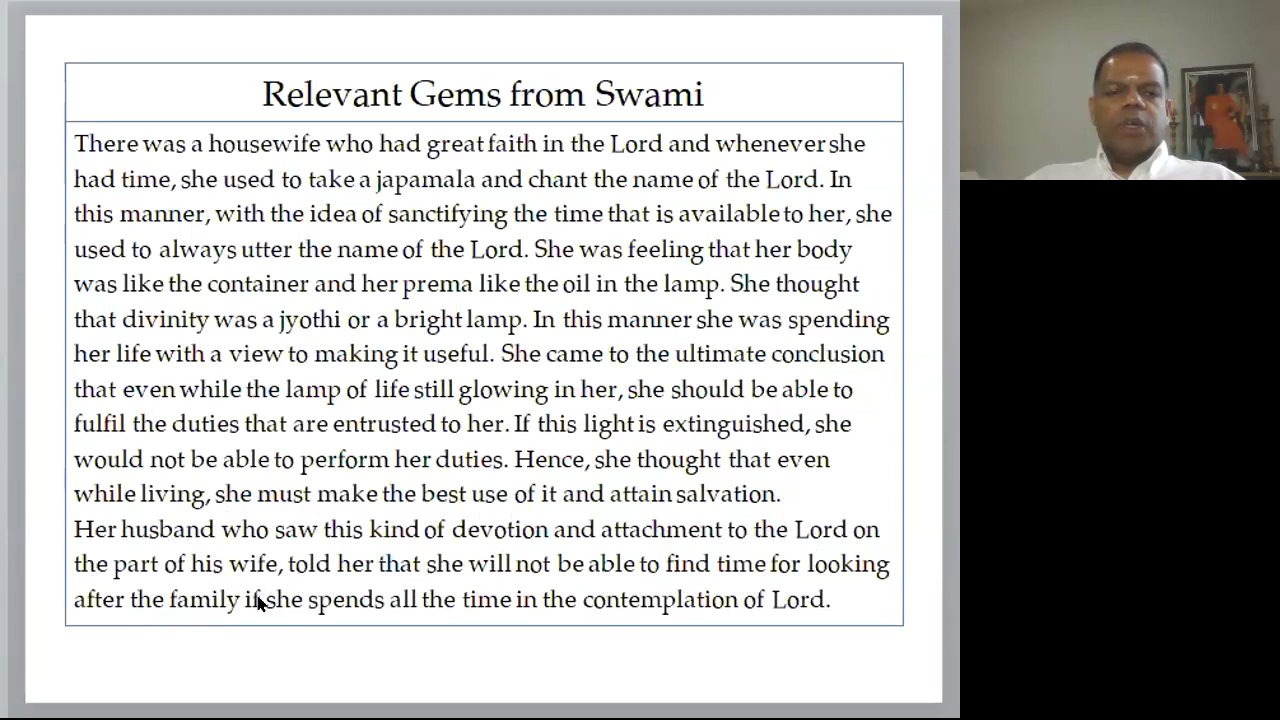 Relevant Gems from Swami
There was a housewife who had great faith in the Lord and whenever she
had time, she used to take a japamala and chant the name of the Lord. In
this manner, with the idea of sanctifying the time that is available to her, she
used to always utter the name of the Lord. She was feeling that her body
was like the container and her prema like the oil in the lamp. She thought
that divinity was a jyothi or a bright lamp. In this manner she was spending
her life with a view to making it useful. She came to the ultimate conclusion
that even while the lamp of life still glowing in her, she should be able to
fulfil the duties that are entrusted to her. If this light is extinguished, she
would not be able to perform her duties. Hence, she thought that even
while living, she must make the best use of it and attain salvation.
Her husband who saw this kind of devotion and attachment to the Lord on
the part of his wife, told her that she will not be able to find time for looking
after the family if she spends all the time in the contemplation of Lord.